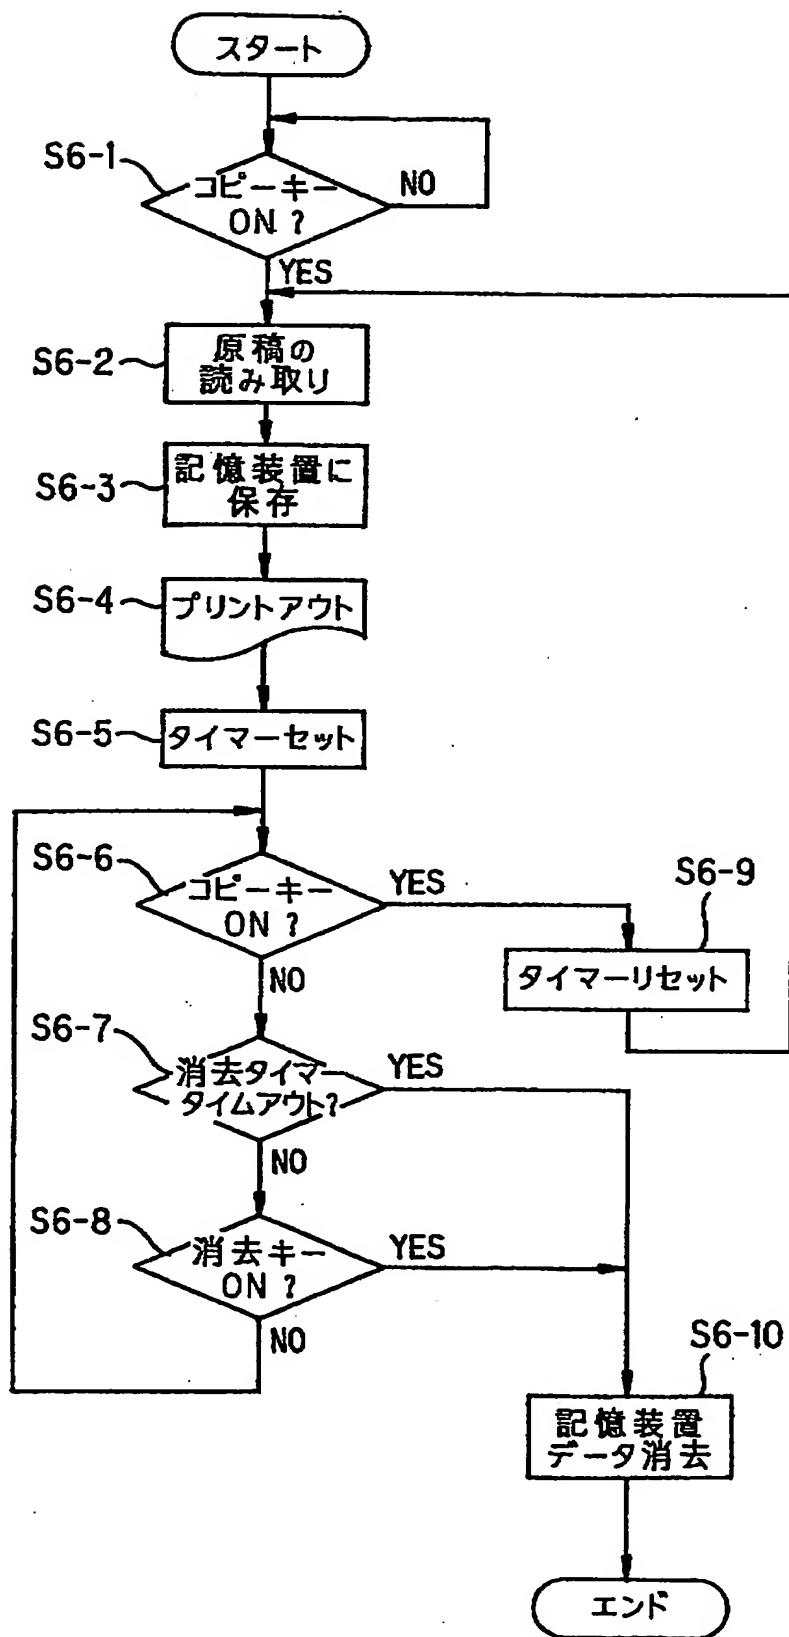 スタート
S6-1
コピーキー
ON ?
NO
YES
S6-2
原稿の
読み取り
S6-3
記憶装置に
保存
S6-4
プリントアウト
S6-5
タイマーセット
S6-6
コピーキー
ON ?
YES
S6-9
タイマーリセット
NO
S6-7
消去タイマー
タイムアウト?
YES
NO
S6-8
消去キー
ON ?
YES
NO
S6-10
記憶装置
データ消去
エンド